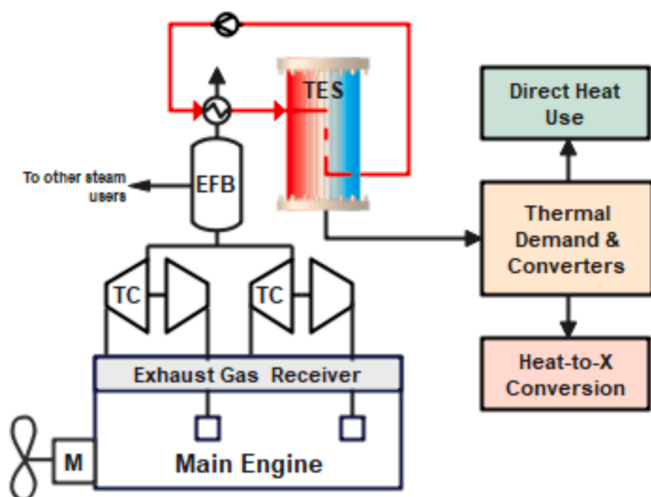 TES
Direct Heat
Use
To other steam
users
EFB
Thermal
Demand &
Converters
TC
TC
Exhaust Gas Receiver
Heat-to-X
Conversion
M
Main Engine